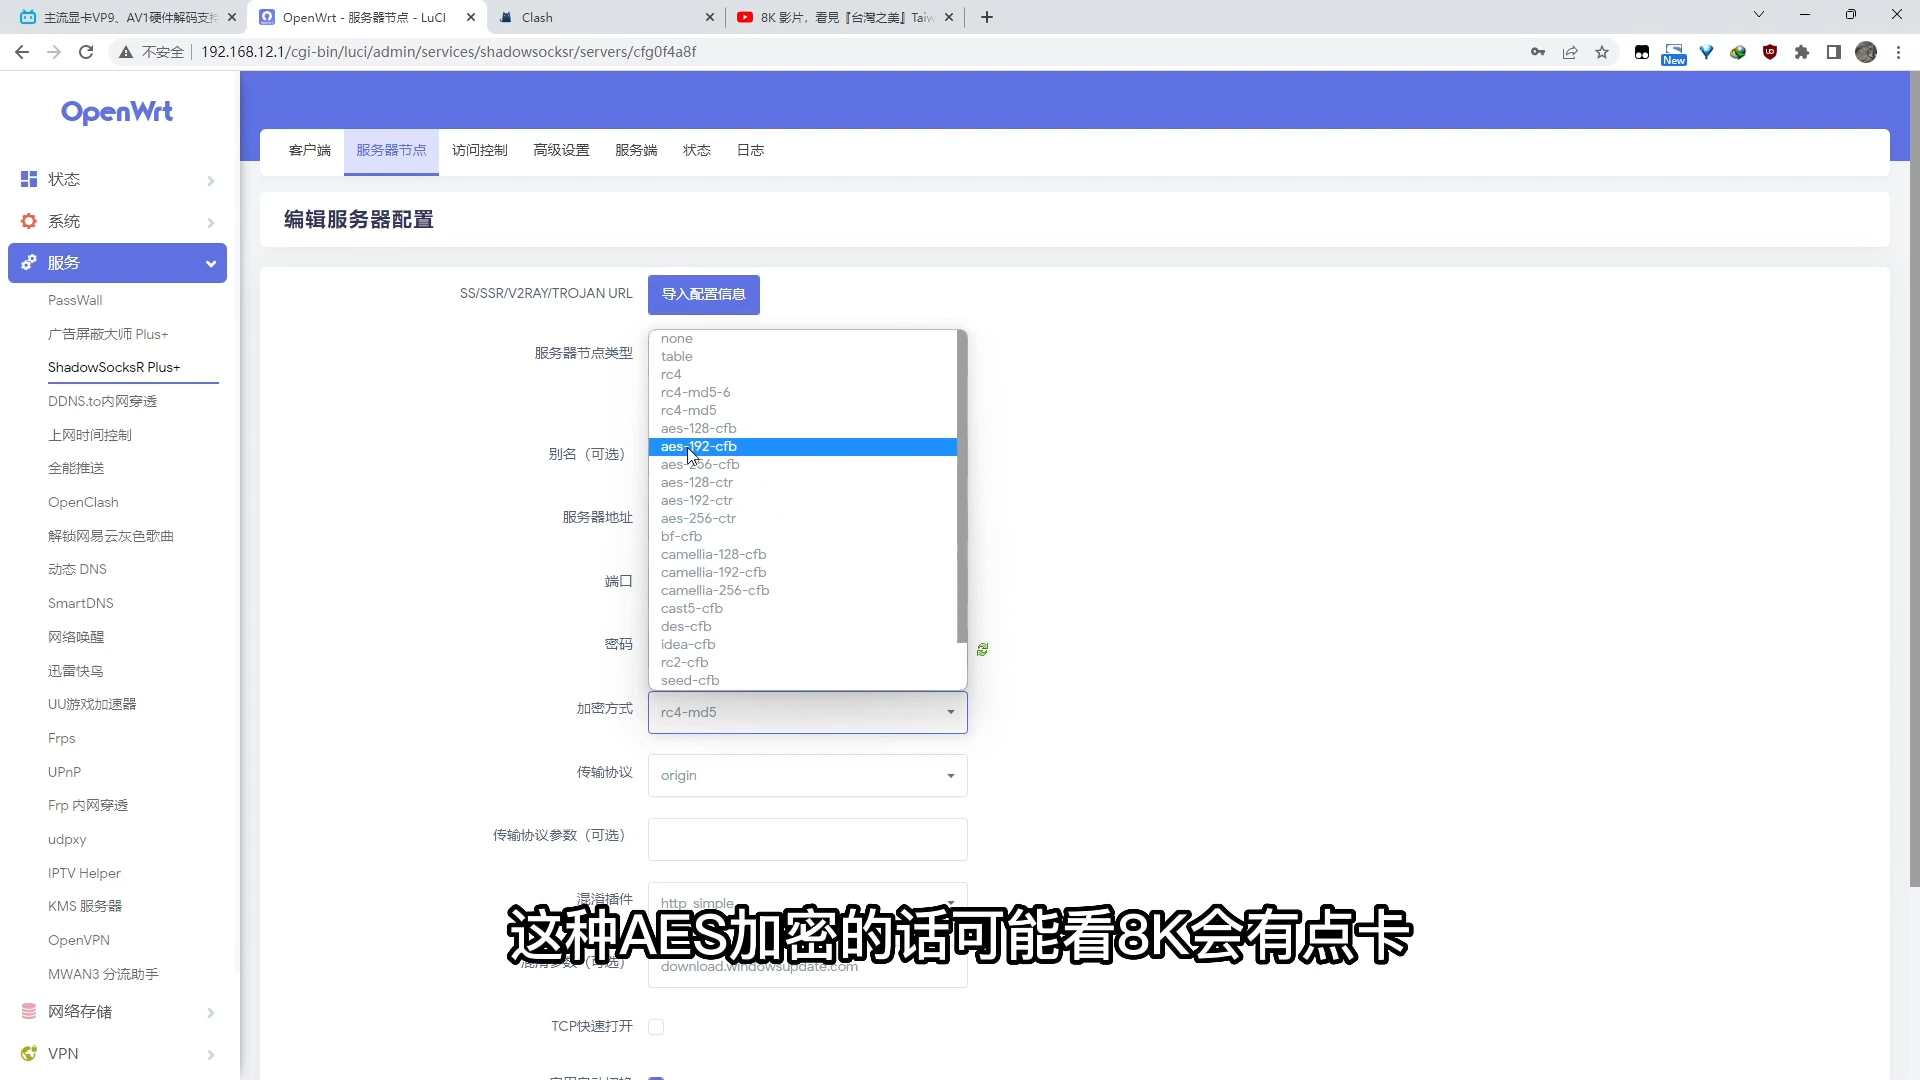 主流显卡VP9、AV1硬件解码支持
OpenWrt - 服务器节点 - LuCI
Clash
8K 影片，看見『台灣之美』Taiw
不安全
192.168.12.1/cgi-bin/luci/admin/services/shadowsocksr/servers/cfg0f4a8f
New
OpenWrt
状态
系统
服务
PassWall
广告屏蔽大师 Plus+
ShadowSocksR Plus+
DDNS.to内网穿透
上网时间控制
全能推送
OpenClash
解锁网易云灰色歌曲
动态 DNS
SmartDNS
网络唤醒
迅雷快鸟
UU游戏加速器
Frps
UPnP
Frp 内网穿透
udpxy
IPTV Helper
KMS 服务器
OpenVPN
MWAN3 分流助手
网络存储
VPN
客户端
服务器节点
访问控制
高级设置
服务端
状态
日志
编辑服务器配置
SS/SSR/V2RAY/TROJAN URL
导入配置信息
服务器节点类型
别名（可选）
服务器地址
端口
密码
none
table
rc4
rc4-md5-6
rc4-md5
aes-128-cfb
aes-192-cfb
aes-256-cfb
aes-128-ctr
aes-192-ctr
aes-256-ctr
bf-cfb
camellia-128-cfb
camellia-192-cfb
camellia-256-cfb
cast5-cfb
des-cfb
idea-cfb
rc2-cfb
seed-cfb
加密方式
rc4-md5
传输协议
origin
传输协议参数（可选）
混淆插件
http_simple
这种AES加密的话可能看8K会有点卡
混淆参数（可选）
download.windowsupdate.com
TCP快速打开